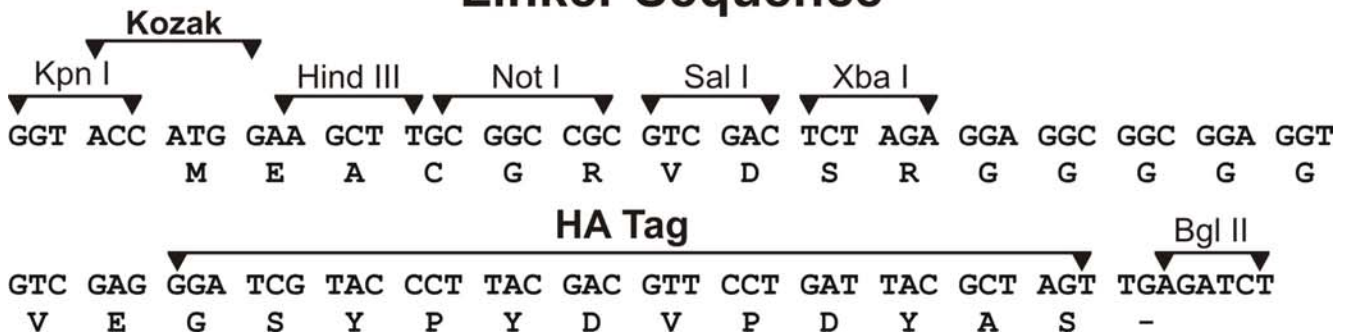 Linker Sequence
Kozak
Kpn I Hind III Not I Sal I Xba I
GGT ACC ATG GAA GCT TGC GGC CGC GTC GAC TCT AGA GGA GGC GGC GGA GGT
M E A C G R V D S R G G G G G
HA Tag Bgl II
GTC GAG GGA TCG TAC CCT TAC GAC GTT CCT GAT TAC GCT AGT TGAGATCT
V E G S Y P Y D V P D Y A S -